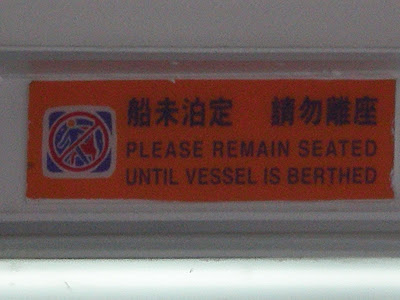 船未泊定 請勿離座
PLEASE REMAIN SEATED
UNTIL VESSEL IS BERTHED